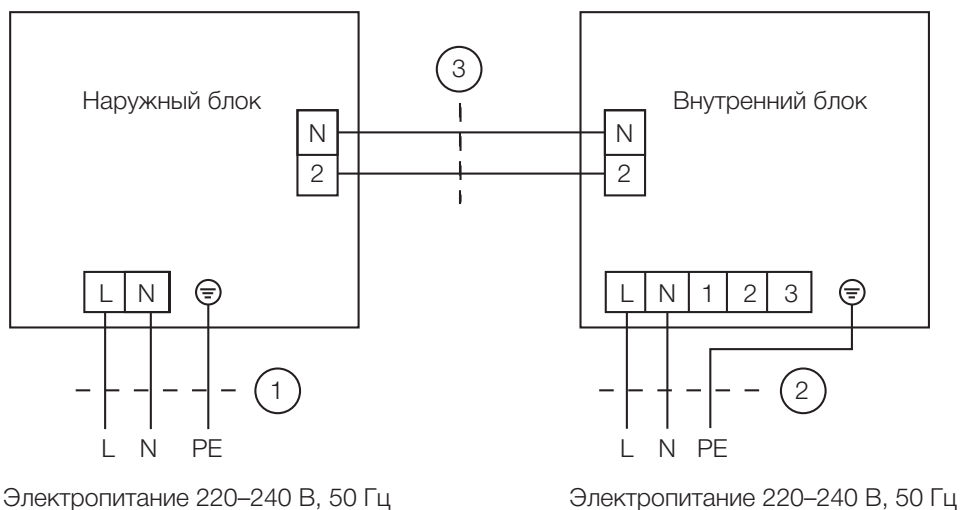 3
Наружный блок
Внутренний блок
N
N
2
2
L N
L N 1 2 3
1
2
L N PE
L N PE
Электропитание 220–240 В, 50 Гц
Электропитание 220–240 В, 50 Гц